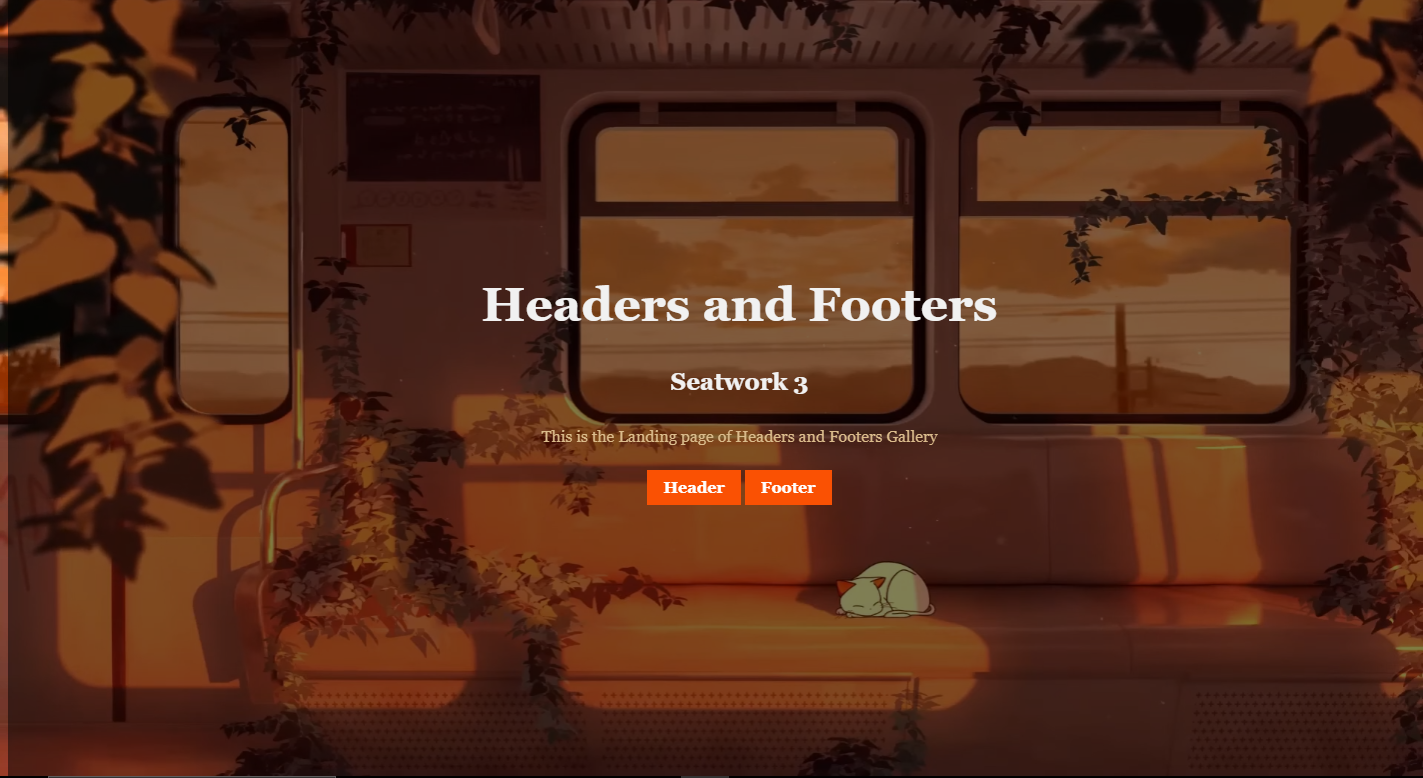 Headers and Footers
Seatwork 3
This is the Landing page of Headers and Footers Gallery
Header Footer